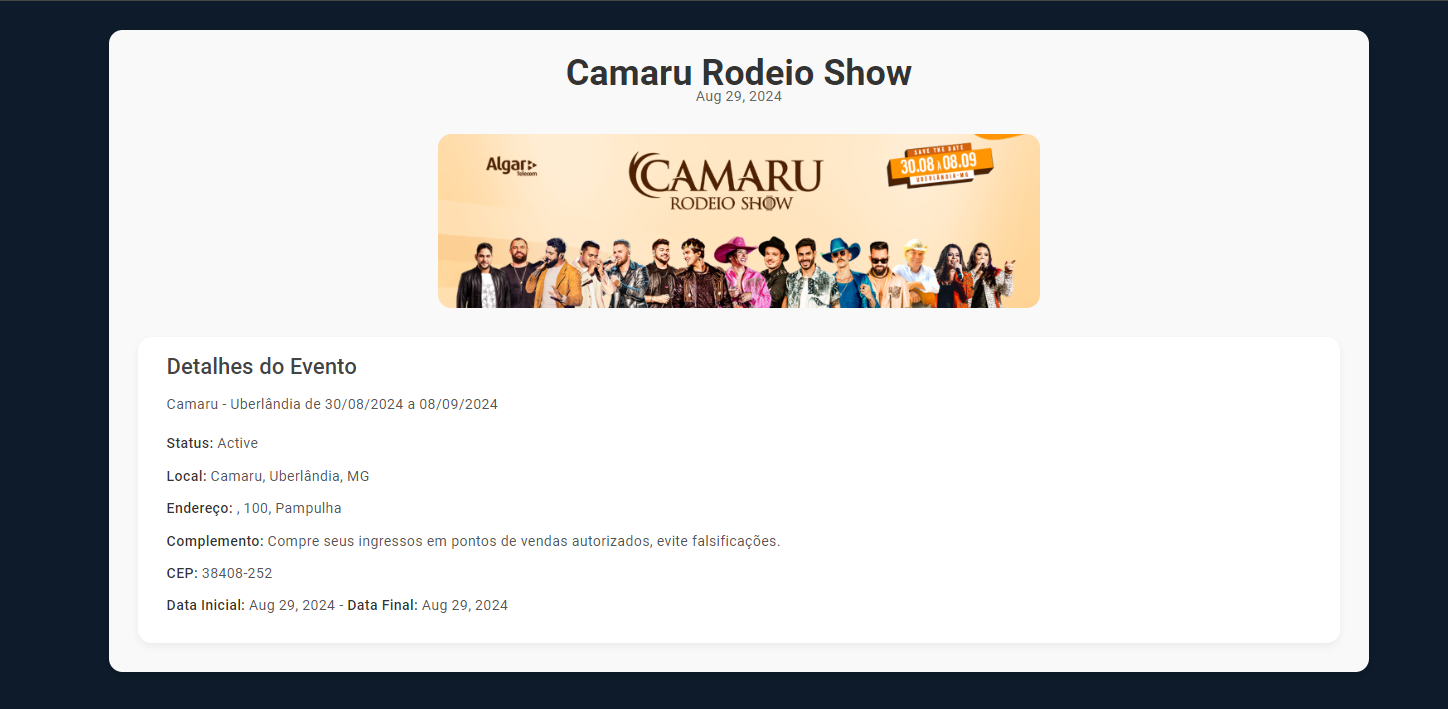 Camaru Rodeio Show
Aug 29, 2024
Algar
telecom
CAMARU
RODEIO SHOW
SAVE THE DATE
30.08 A 08.09
UBERLÂNDIA-MG
Detalhes do Evento
Camaru - Uberlândia de 30/08/2024 a 08/09/2024
Status: Active
Local: Camaru, Uberlândia, MG
Endereço: , 100, Pampulha
Complemento: Compre seus ingressos em pontos de vendas autorizados, evite falsificações.
CEP: 38408-252
Data Inicial: Aug 29, 2024 - Data Final: Aug 29, 2024